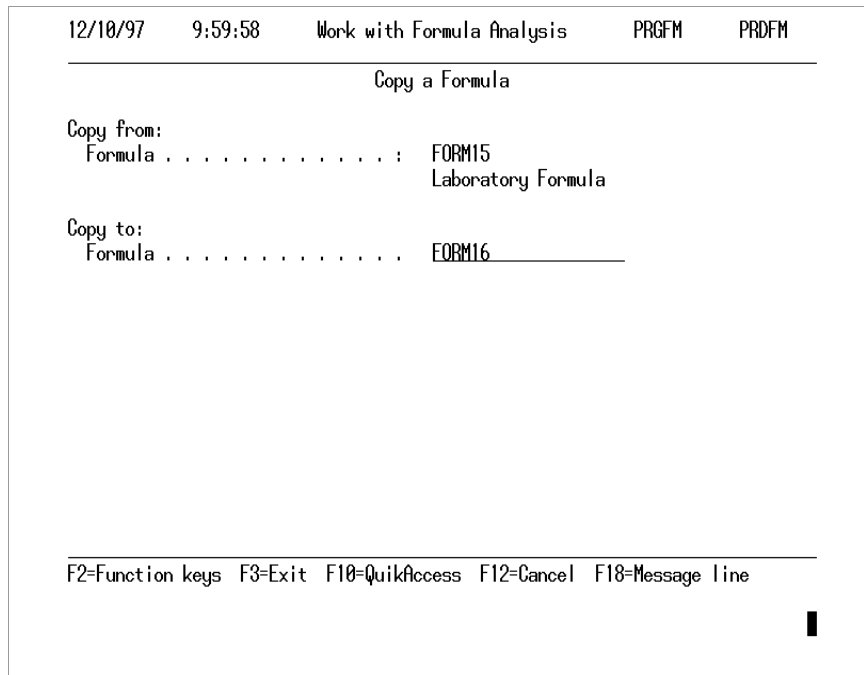 12/10/97 9:59:58 Work with Formula Analysis PRGFM PRDFM
Copy a Formula
Copy from:
Formula . . . . . . . . . . . . . : FORM15
Laboratory Formula
Copy to:
Formula . . . . . . . . . . . . . FORM16
F2=Function keys F3=Exit F10=QuikAccess F12=Cancel F18=Message line